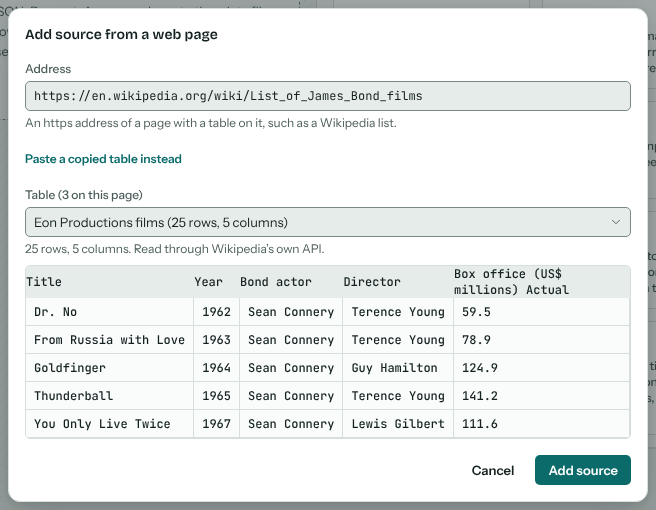 Add source from a web page
Address
https://en.wikipedia.org/wiki/List_of_James_Bond_films
An https address of a page with a table on it, such as a Wikipedia list.
Paste a copied table instead
Table (3 on this page)
Eon Productions films (25 rows, 5 columns)
25 rows, 5 columns. Read through Wikipedia's own API.
Title Year Bond actor Director Box office (US$ millions) Actual
Dr. No 1962 Sean Connery Terence Young 59.5
From Russia with Love 1963 Sean Connery Terence Young 78.9
Goldfinger 1964 Sean Connery Guy Hamilton 124.9
Thunderball 1965 Sean Connery Terence Young 141.2
You Only Live Twice 1967 Sean Connery Lewis Gilbert 111.6
Cancel Add source